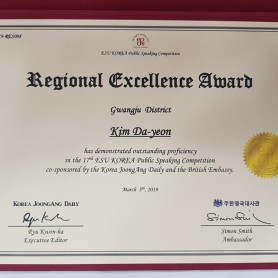 ESU KOREA Public Speaking Competition
Regional Excellence Award
Gwangju District
Kim Da-yeon
has demonstrated outstanding proficiency
in the 17th ESU KOREA Public Speaking Competition
co-sponsored by the Korea JoongAng Daily and the British Embassy.
March 5th, 2019
KOREA JOONGANG DAILY
주한영국대사관
Ryu Kwon-ha
Simon Smith
Executive Editor
Ambassador